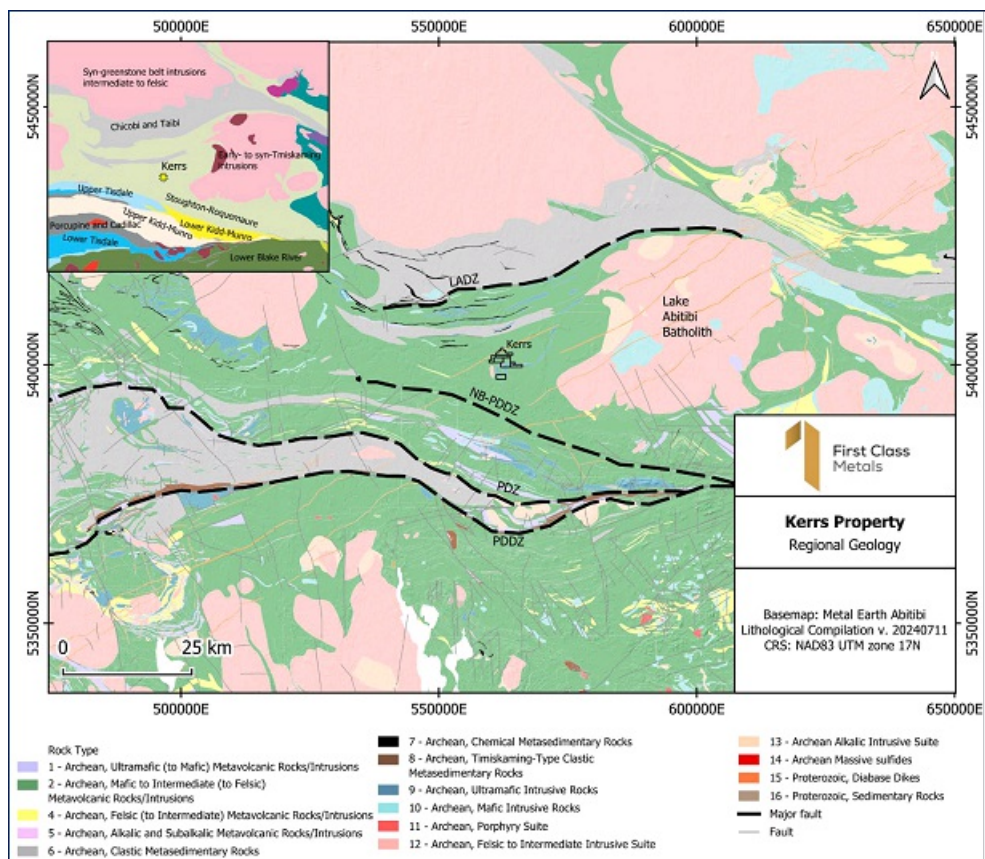 500000E
550000E
600000E
650000E
5450000N
5400000N
5350000N
5450000N
5400000N
5350000N
Syn-greenstone belt intrusions
intermediate to felsic
Chicobi and Taibi
Early- to syn-Tmiskaming
intrusions
Kerrs
Upper Tisdale
Stoughton-Roquemaure
Upper Kidd-Munro
Lower Kidd-Munro
Porcupine and Cadillac
Lower Tisdale
Lower Blake River
LADZ
Lake
Abitibi
Batholith
Kerrs
NB-PDDZ
PDZ
PDDZ
0
25 km
First Class
Metals
Kerrs Property
Regional Geology
Basemap: Metal Earth Abitibi
Lithological Compilation v. 20240711
CRS: NAD83 UTM zone 17N
500000E
550000E
600000E
650000E
Rock Type
1 - Archean, Ultramafic (to Mafic) Metavolcanic Rocks/Intrusions
2 - Archean, Mafic to Intermediate (to Felsic)
Metavolcanic Rocks/Intrusions
4 - Archean, Felsic (to Intermediate) Metavolcanic Rocks/Intrusions
5 - Archean, Alkalic and Subalkalic Metavolcanic Rocks/Intrusions
6 - Archean, Clastic Metasedimentary Rocks
7 - Archean, Chemical Metasedimentary Rocks
8 - Archean, Timiskaming-Type Clastic
Metasedimentary Rocks
9 - Archean, Ultramafic Intrusive Rocks
10 - Archean, Mafic Intrusive Rocks
11 - Archean, Porphyry Suite
12 - Archean, Felsic to Intermediate Intrusive Suite
13 - Archean Alkalic Intrusive Suite
14 - Archean Massive sulfides
15 - Proterozoic, Diabase Dikes
16 - Proterozoic, Sedimentary Rocks
Major fault
Fault